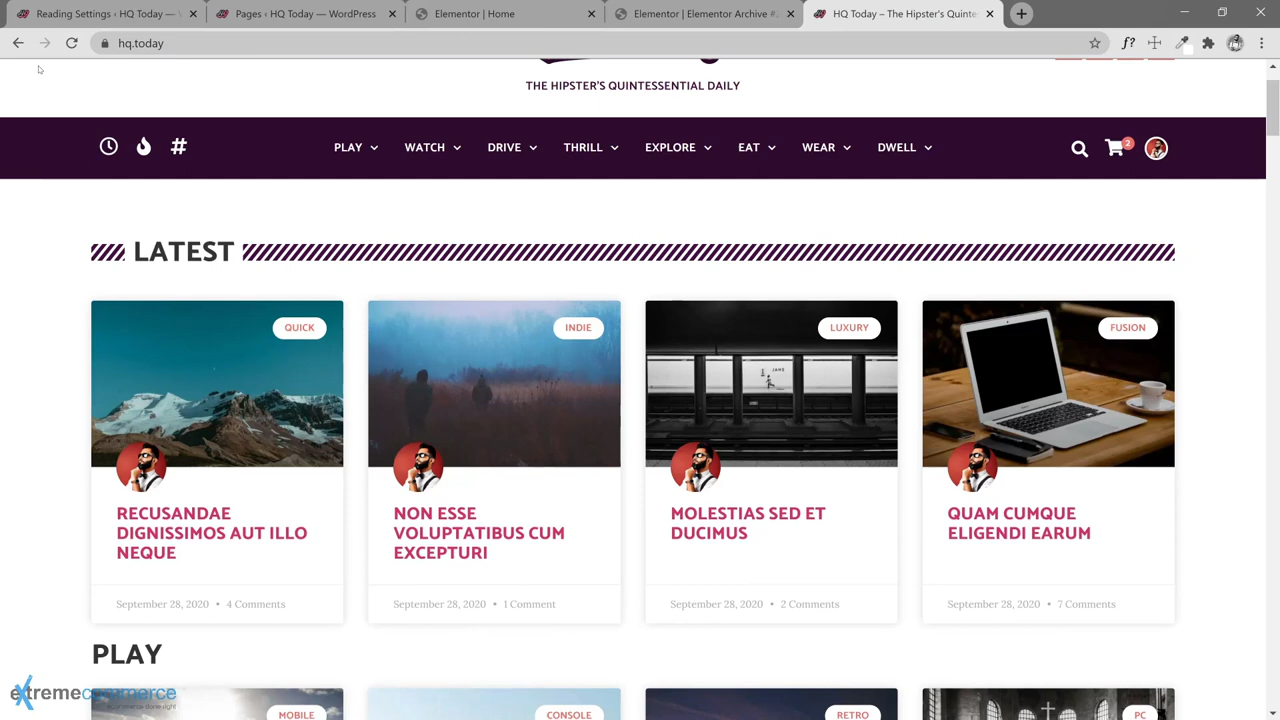 Reading Settings ‹ HQ Today — W
Pages ‹ HQ Today — WordPress
Elementor | Home
Elementor | Elementor Archive #
HQ Today – The Hipster's Quinte
hq.today
f?
THE HIPSTER'S QUINTESSENTIAL DAILY
PLAY WATCH DRIVE THRILL EXPLORE EAT WEAR DWELL
2
LATEST
QUICK
INDIE
LUXURY
FUSION
RECUSANDAE
DIGNISSIMOS AUT ILLO
NEQUE
NON ESSE
VOLUPTATIBUS CUM
EXCEPTURI
MOLESTIAS SED ET
DUCIMUS
QUAM CUMQUE
ELIGENDI EARUM
September 28, 2020 • 4 Comments
September 28, 2020 • 1 Comment
September 28, 2020 • 2 Comments
September 28, 2020 • 7 Comments
PLAY
MOBILE
CONSOLE
RETRO
PC
extremecommerce